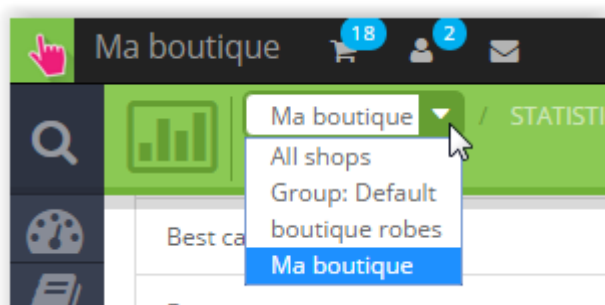 Ma boutique 18 2
Ma boutique / STATISTI
All shops
Group: Default
boutique robes
Best ca
Ma boutique